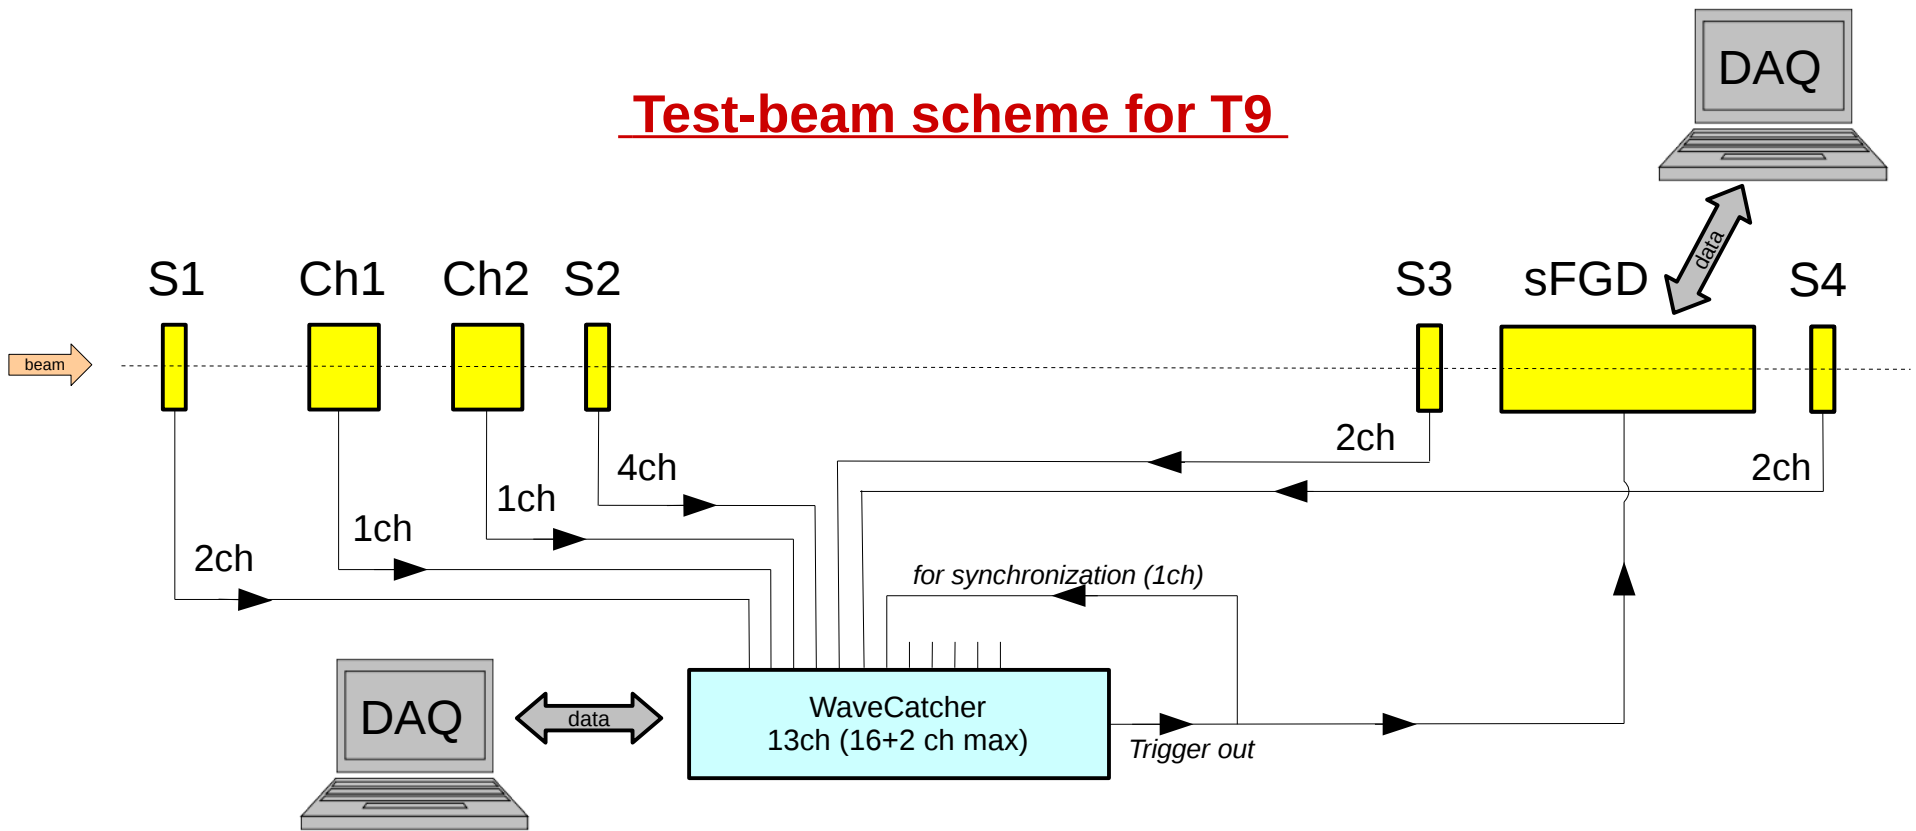 DAQ
Test-beam scheme for T9
data
S1 Ch1 Ch2 S2 S3 sFGD S4
beam
2ch
4ch
2ch
1ch
1ch
2ch
for synchronization (1ch)
DAQ
data
WaveCatcher
13ch (16+2 ch max)
Trigger out